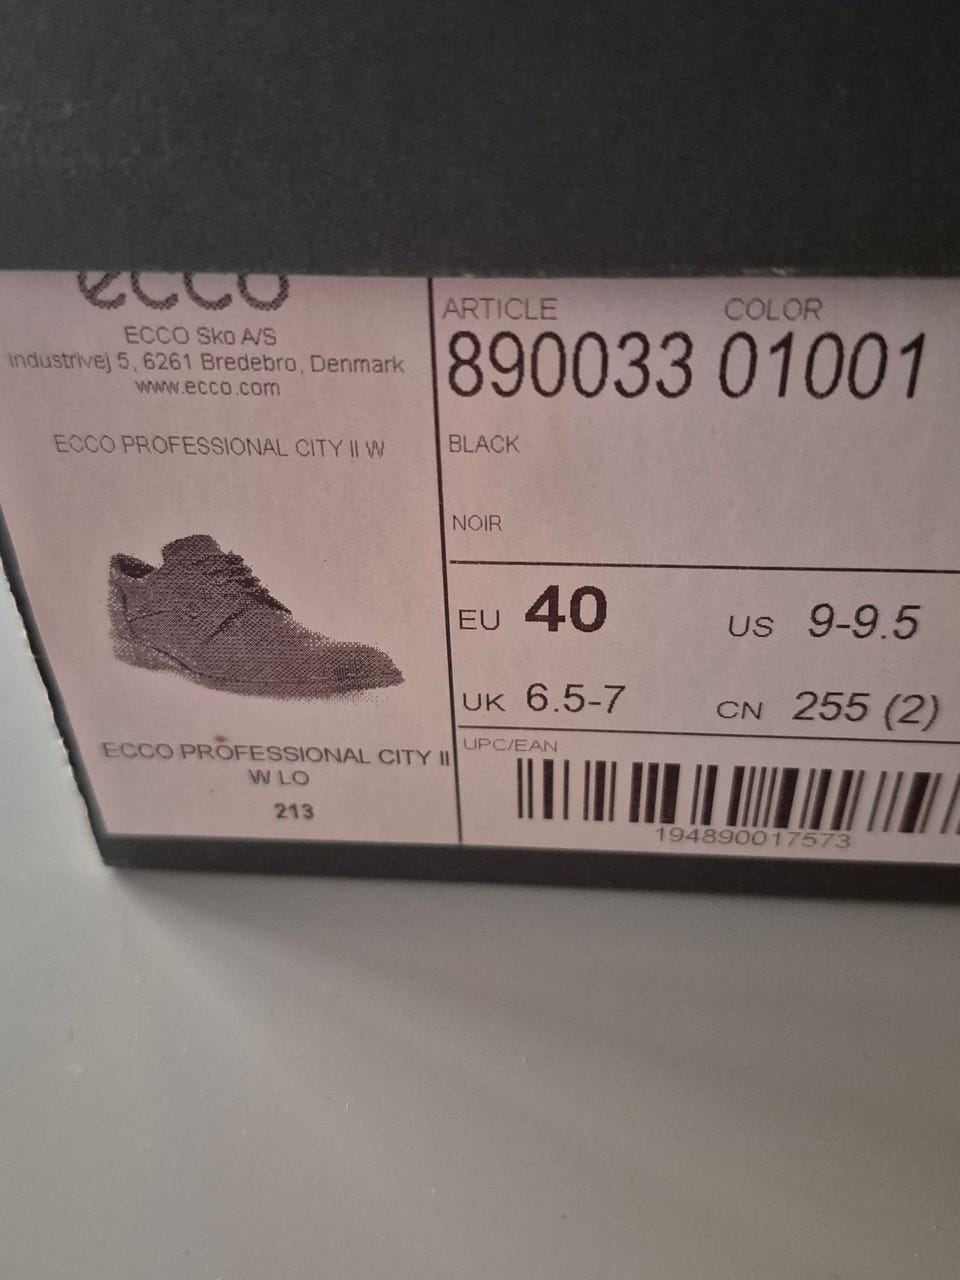 ecco
ECCO Sko A/S
Industrivej 5, 6261 Bredebro, Denmark
www.ecco.com
ECCO PROFESSIONAL CITY II W
ECCO PROFESSIONAL CITY II
W LO
213
ARTICLE COLOR
890033 01001
BLACK
NOIR
EU 40 US 9-9.5
UK 6.5-7 CN 255 (2)
UPC/EAN
194890017573